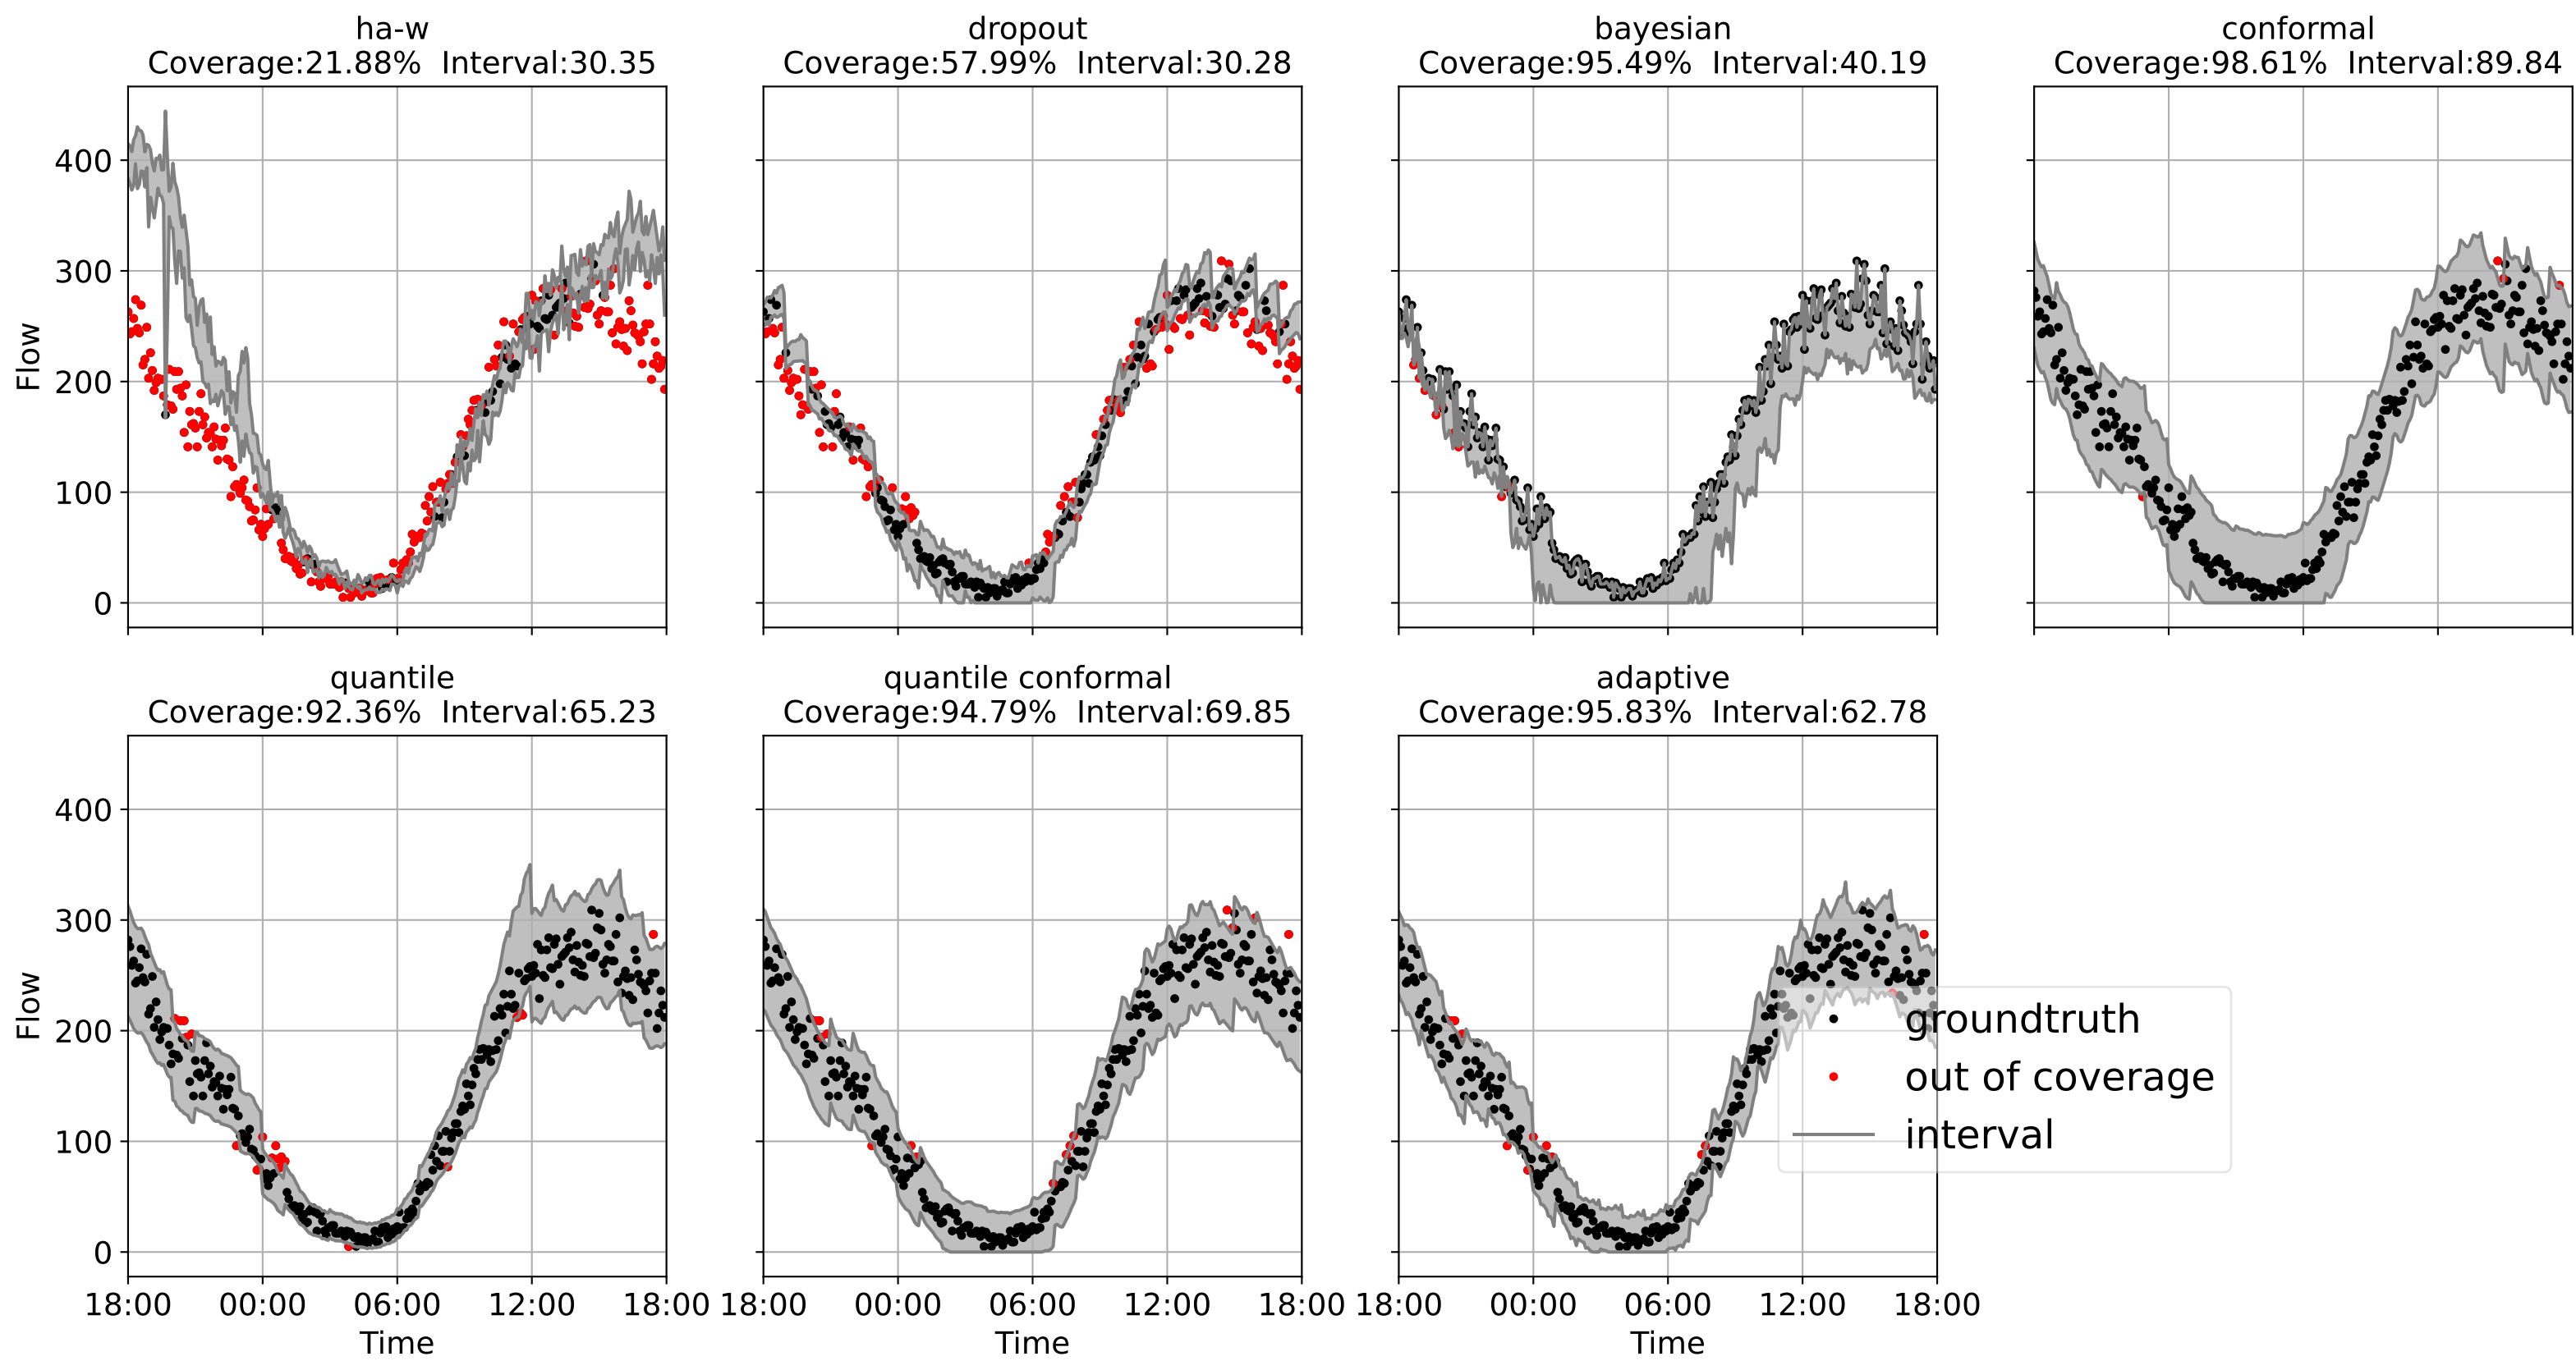 ha-w
Coverage:21.88%  Interval:30.35
dropout
Coverage:57.99%  Interval:30.28
bayesian
Coverage:95.49%  Interval:40.19
conformal
Coverage:98.61%  Interval:89.84
Flow
400
300
200
100
0
quantile
Coverage:92.36%  Interval:65.23
quantile conformal
Coverage:94.79%  Interval:69.85
adaptive
Coverage:95.83%  Interval:62.78
Flow
400
300
200
100
0
groundtruth
out of coverage
interval
18:00 00:00 06:00 12:00 18:00
Time
18:00 00:00 06:00 12:00 18:00
Time
18:00 00:00 06:00 12:00 18:00
Time